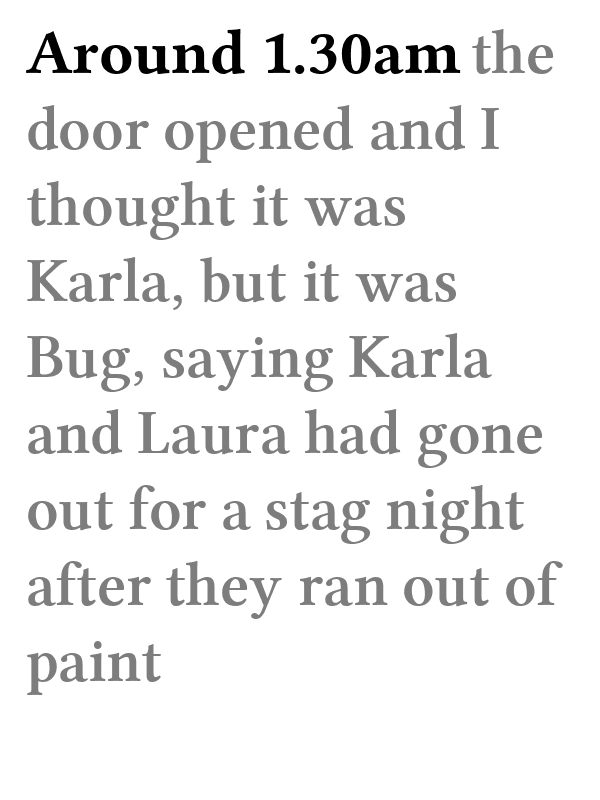 Around 1.30am the
door opened and I
thought it was
Karla, but it was
Bug, saying Karla
and Laura had gone
out for a stag night
after they ran out of
paint